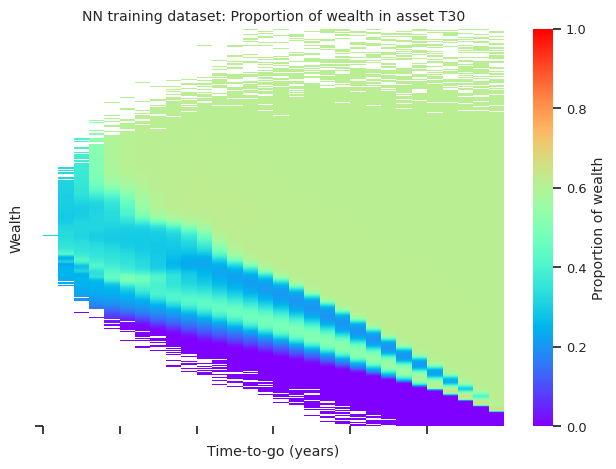 NN training dataset: Proportion of wealth in asset T30
Wealth
Time-to-go (years)
1.0
0.8
0.6
0.4
0.2
0.0
Proportion of wealth